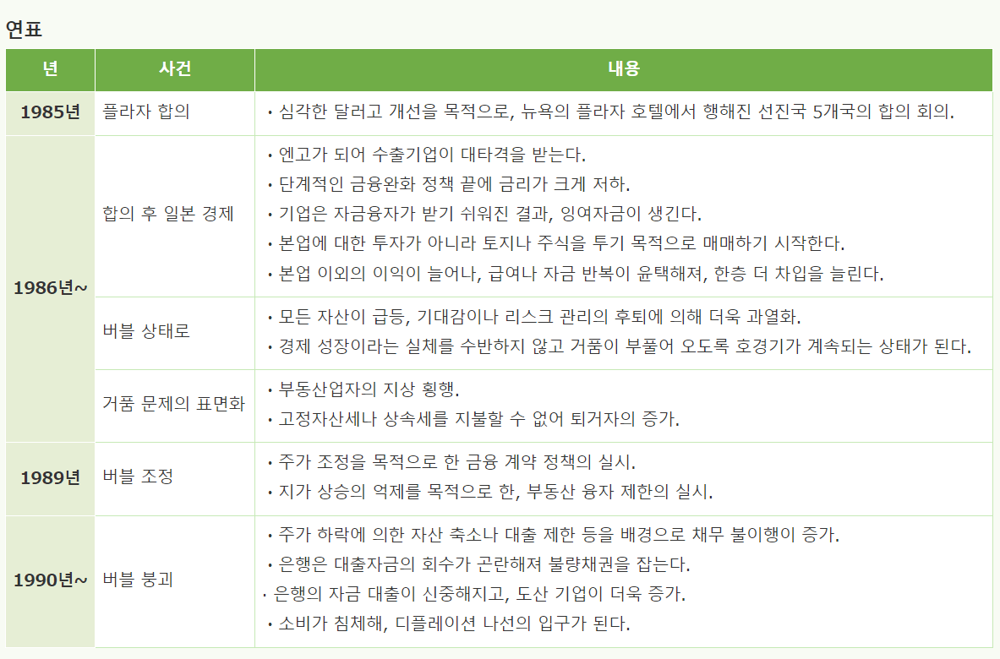 연표
년 사건 내용
1985년 플라자 합의 · 심각한 달러고 개선을 목적으로, 뉴욕의 플라자 호텔에서 행해진 선진국 5개국의 합의 회의.
1986년~
합의 후 일본 경제
· 엔고가 되어 수출기업이 대타격을 받는다.
· 단계적인 금융완화 정책 끝에 금리가 크게 저하.
· 기업은 자금융자가 받기 쉬워진 결과, 잉여자금이 생긴다.
· 본업에 대한 투자가 아니라 토지나 주식을 투기 목적으로 매매하기 시작한다.
· 본업 이외의 이익이 늘어나, 급여나 자금 반복이 윤택해져, 한층 더 차입을 늘린다.
버블 상태로
· 모든 자산이 급등, 기대감이나 리스크 관리의 후퇴에 의해 더욱 과열화.
· 경제 성장이라는 실체를 수반하지 않고 거품이 부풀어 오도록 호경기가 계속되는 상태가 된다.
거품 문제의 표면화
· 부동산업자의 지상 횡행.
· 고정자산세나 상속세를 지불할 수 없어 퇴거자의 증가.
1989년
버블 조정
· 주가 조정을 목적으로 한 금융 계약 정책의 실시.
· 지가 상승의 억제를 목적으로 한, 부동산 융자 제한의 실시.
1990년~
버블 붕괴
· 주가 하락에 의한 자산 축소나 대출 제한 등을 배경으로 채무 불이행이 증가.
· 은행은 대출자금의 회수가 곤란해져 불량채권을 잡는다.
· 은행의 자금 대출이 신중해지고, 도산 기업이 더욱 증가.
· 소비가 침체해, 디플레이션 나선의 입구가 된다.